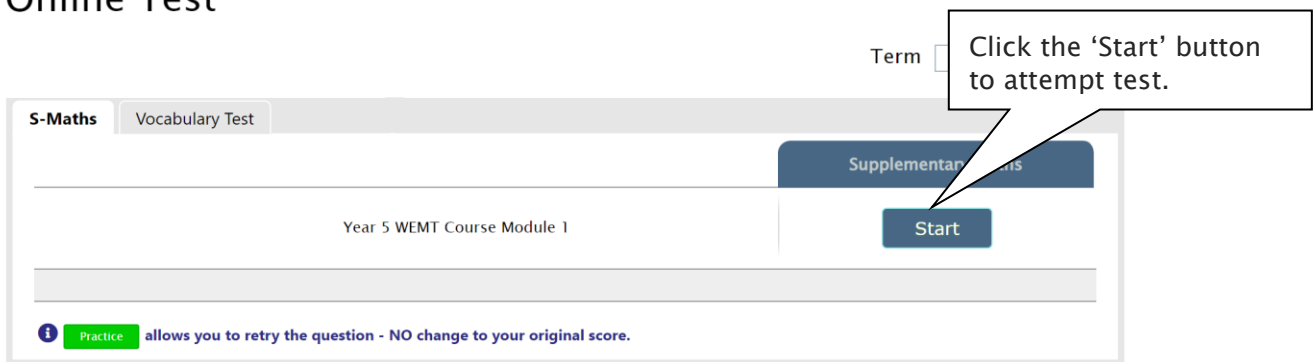 Online Test
Term
Click the ‘Start’ button
to attempt test.
S-Maths Vocabulary Test
Supplementary
Year 5 WEMT Course Module 1
Start
Practice allows you to retry the question - NO change to your original score.